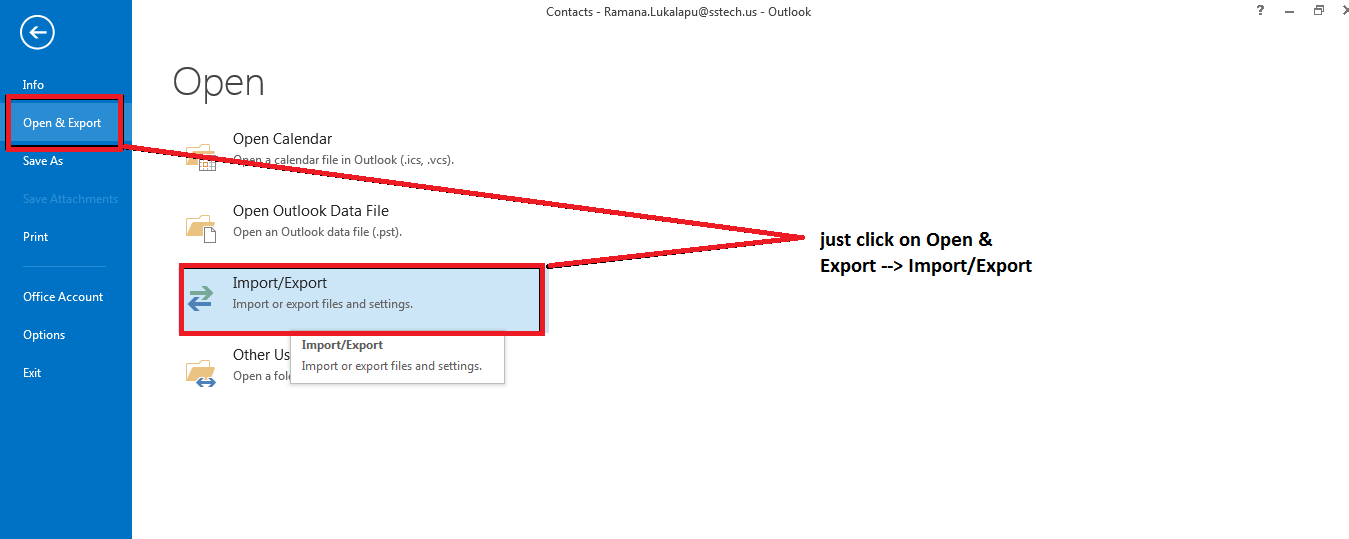 Contacts - Ramana.Lukalapu@sstech.us - Outlook
?
Info
Open & Export
Save As
Save Attachments
Print
Office Account
Options
Exit
Open
Open Calendar
Open a calendar file in Outlook (.ics, .vcs).
Open Outlook Data File
Open an Outlook data file (.pst).
Import/Export
Import or export files and settings.
Import/Export
Import or export files and settings.
Other
Open a
just click on Open &
Export --> Import/Export